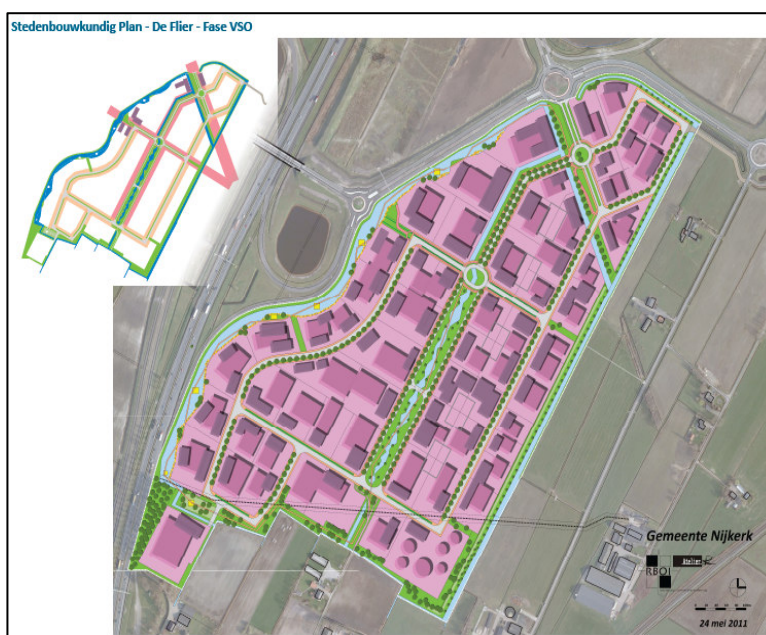 Stedenbouwkundig Plan - De Flier - Fase VSO
Gemeente Nijkerk
RBOI
24 mei 2011